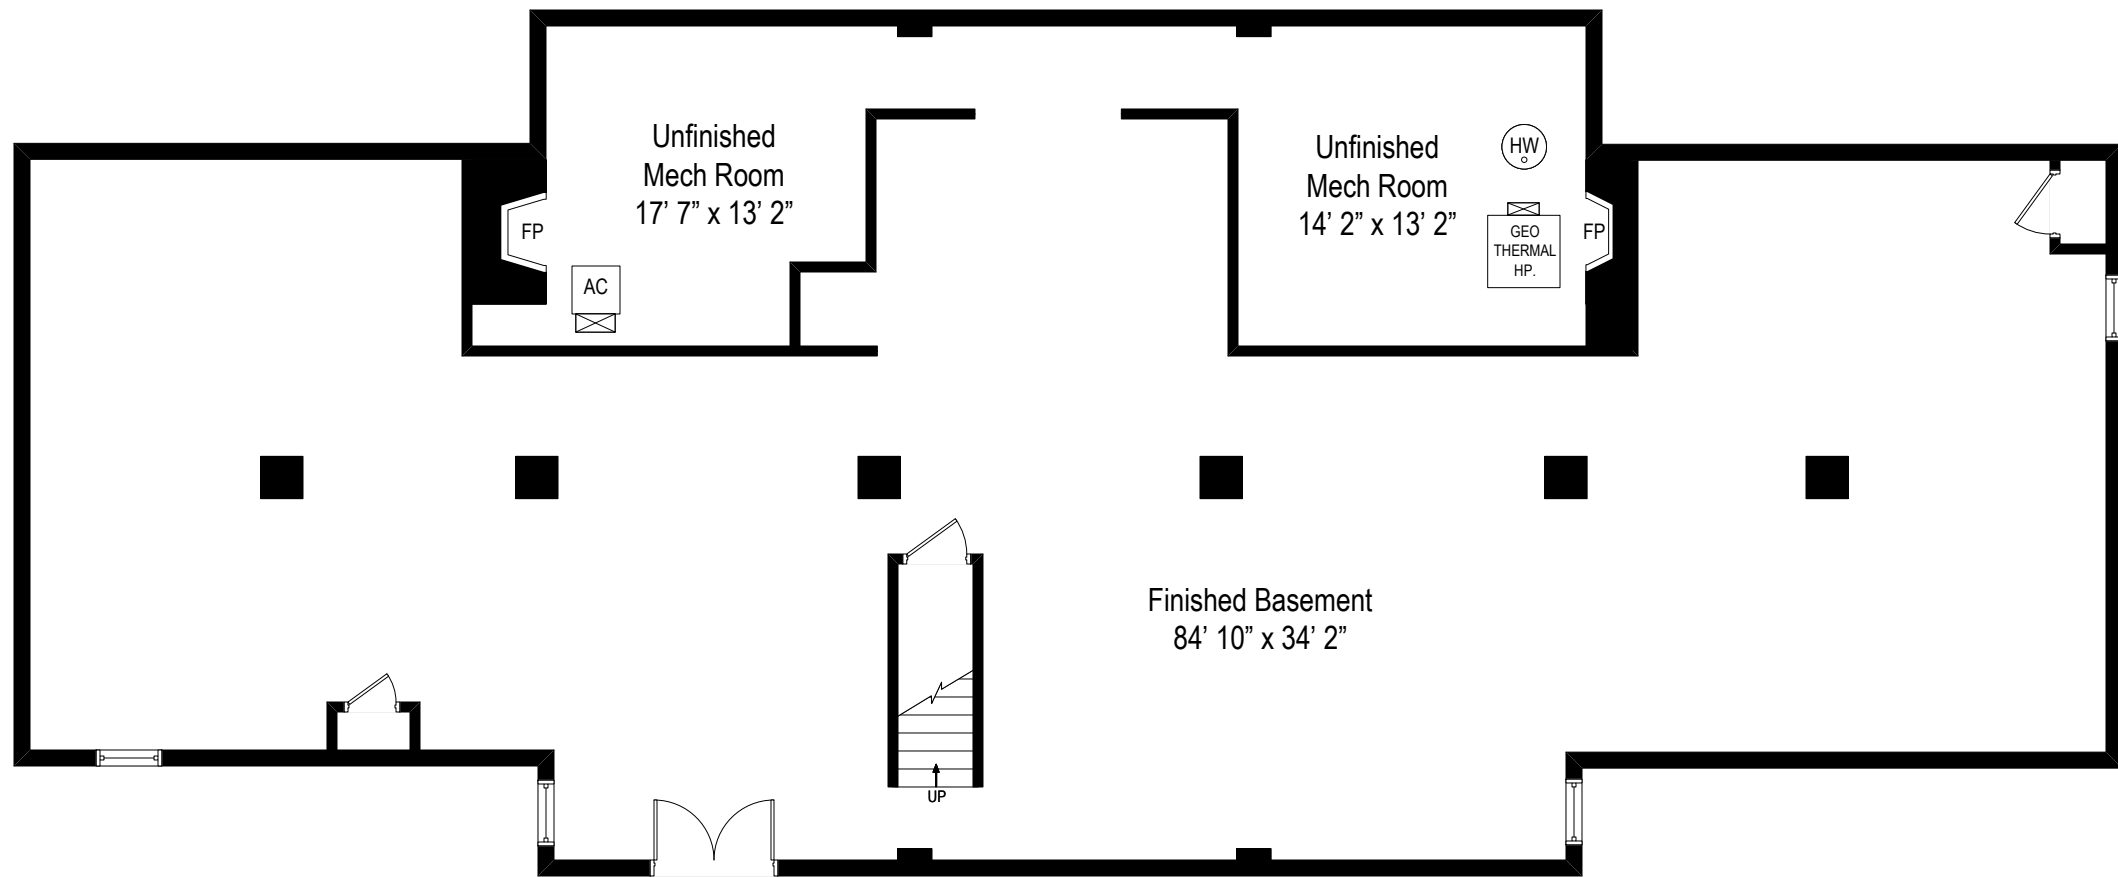 Unfinished
Mech Room
17’ 7” x 13’ 2”
Unfinished
Mech Room
14’ 2” x 13’ 2”
HW
FP
GEO
THERMAL
HP.
FP
AC
Finished Basement
84’ 10” x 34’ 2”
UP